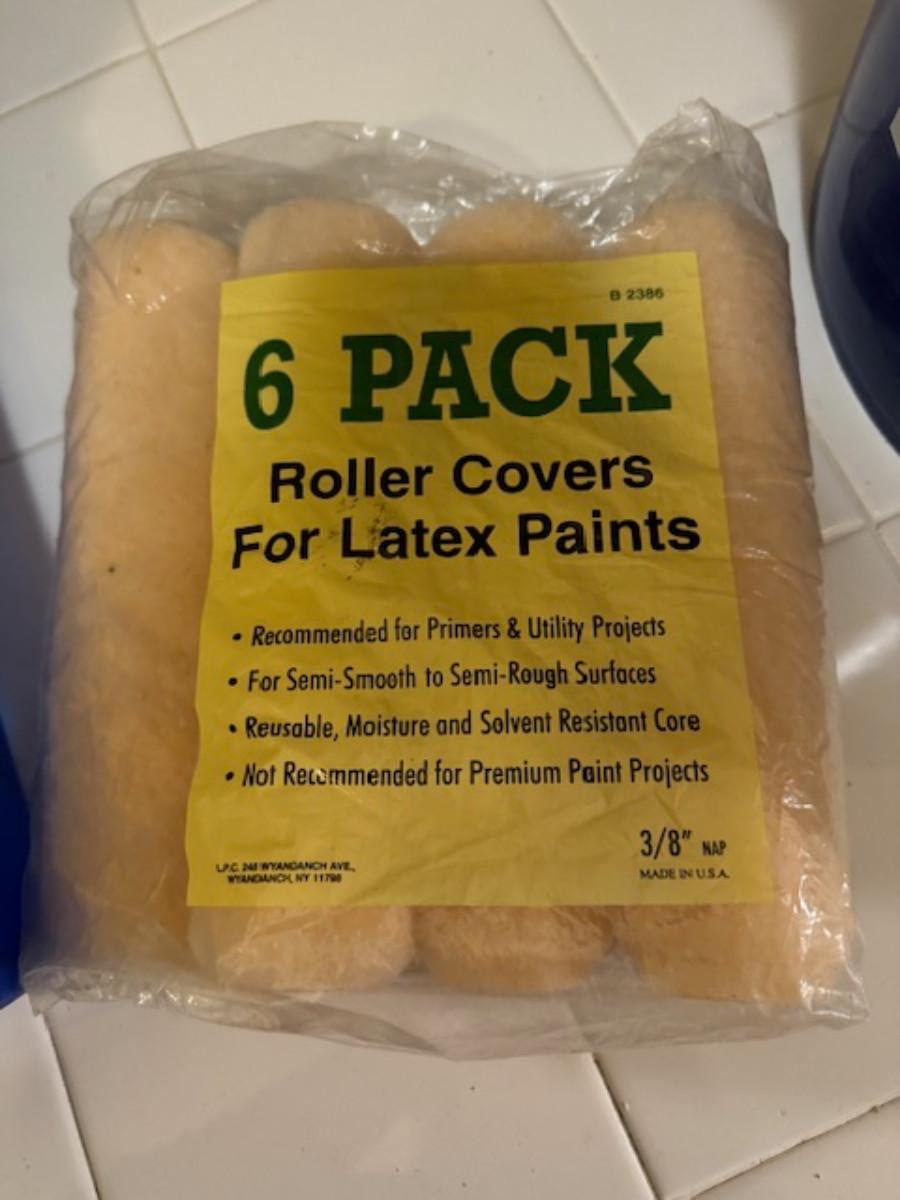 B 2386
6 PACK
Roller Covers
For Latex Paints
• Recommended for Primers & Utility Projects
• For Semi-Smooth to Semi-Rough Surfaces
• Reusable, Moisture and Solvent Resistant Core
• Not Recommended for Premium Paint Projects
3/8" NAP
MADE IN U.S.A.
L.P.C. 245 WYANDANCH AVE.,
WYANDANCH, NY 11798